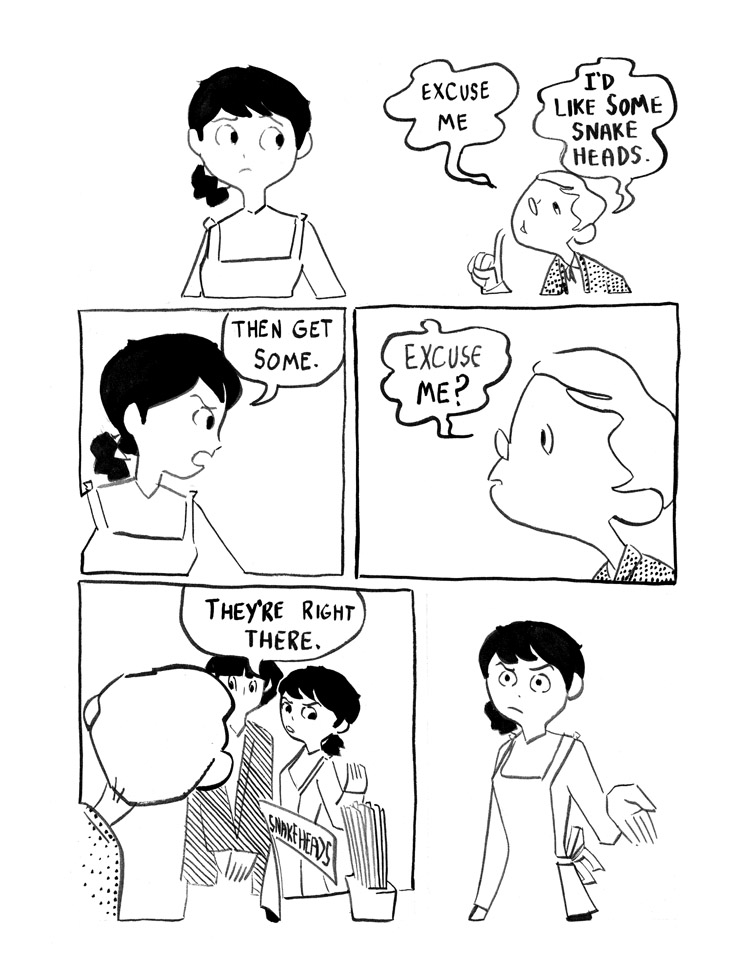 EXCUSE
ME
I'D
LIKE SOME
SNAKE
HEADS.
THEN GET
SOME.
EXCUSE
ME?
THEY'RE RIGHT
THERE.
SNAKEHEADS